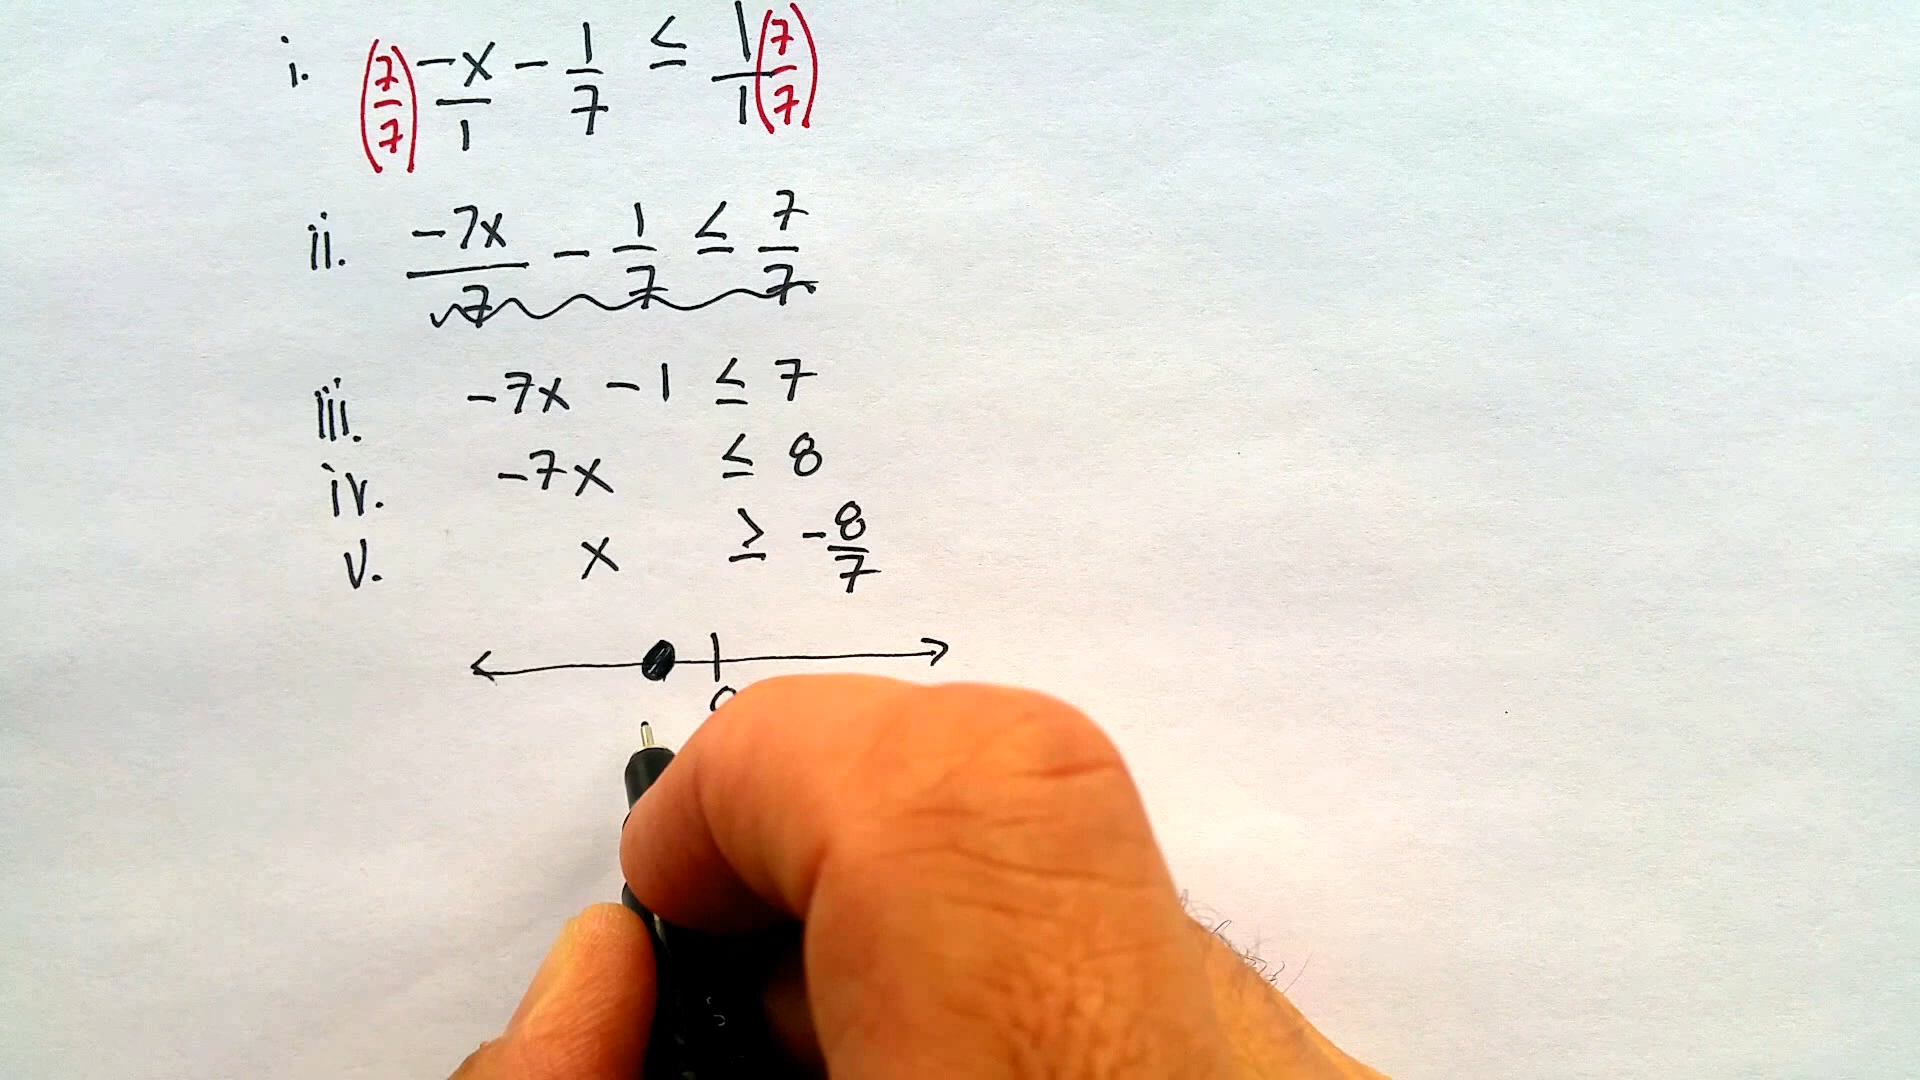 i. (7/7) -x/1 - 1/7 ≤ 1/1 (7/7)
ii. -7x/7 - 1/7 ≤ 7/7
iii. -7x - 1 ≤ 7
iv. -7x ≤ 8
v. x ≥ -8/7
0